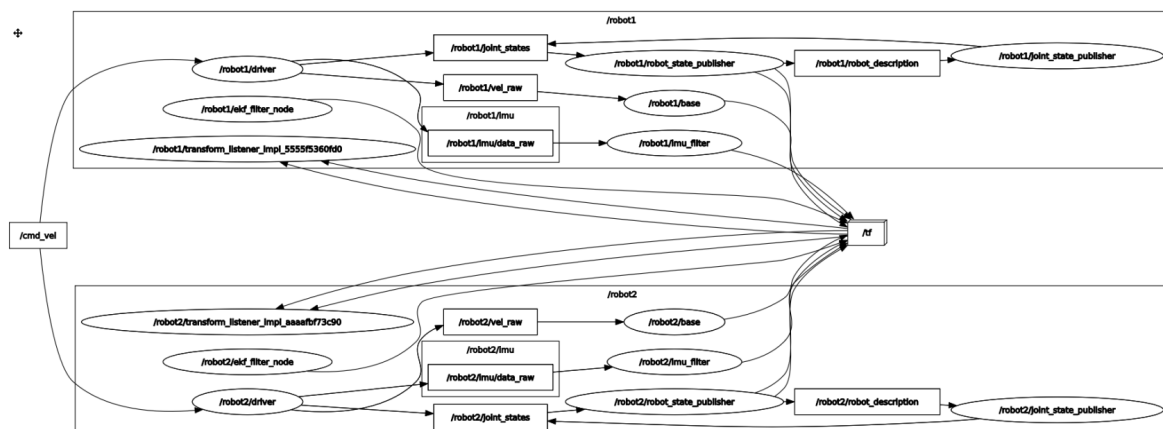 /robot1
/robot1/joint_states
/robot1/driver
/robot1/robot_state_publisher
/robot1/robot_description
/robot1/joint_state_publisher
/robot1/vel_raw
/robot1/ekf_filter_node
/robot1/base
/robot1/imu
/robot1/imu/data_raw
/robot1/imu_filter
/robot1/transform_listener_impl_5555f5360fd0
/cmd_vel
/tf
/robot2
/robot2/transform_listener_impl_aaaafbf73c90
/robot2/vel_raw
/robot2/base
/robot2/imu
/robot2/ekf_filter_node
/robot2/imu_filter
/robot2/imu/data_raw
/robot2/driver
/robot2/robot_state_publisher
/robot2/robot_description
/robot2/joint_state_publisher
/robot2/joint_states